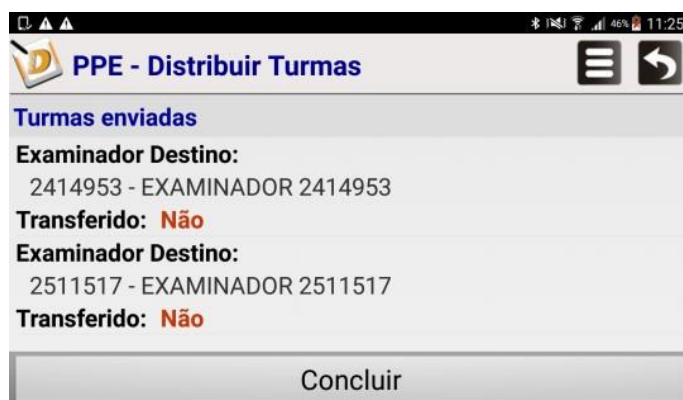 46% 11:25
PPE - Distribuir Turmas
Turmas enviadas
Examinador Destino:
2414953 - EXAMINADOR 2414953
Transferido: Não
Examinador Destino:
2511517 - EXAMINADOR 2511517
Transferido: Não
Concluir